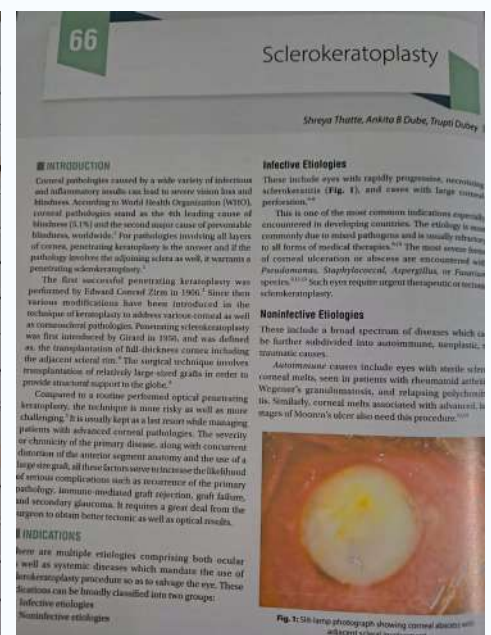 66
Sclerokeratoplasty
Shreya Thatte, Ankita B Dube, Trupti Dubey
INTRODUCTION
Corneal pathologies caused by a wide variety of infectious
and inflammatory insults can lead to severe vision loss and
blindness. According to World Health Organization (WHO),
corneal pathologies stand as the 4th leading cause of
blindness (5.1%) and the second major cause of preventable
blindness, worldwide. For pathologies involving all layers
of cornea, penetrating keratoplasty is the answer and if the
pathology involves the adjoining sclera as well, it warrants a
penetrating sclerokeratoplasty.
The first successful penetrating keratoplasty was
performed by Edward Conrad Zirm in 1906. Since then
various modifications have been introduced in the
technique of keratoplasty to address various corneal as well
as corneoscleral pathologies. Penetrating sclerokeratoplasty
was first introduced by Girard in 1950, and was defined
as, the transplantation of full-thickness cornea including
the adjacent scleral rim. The surgical technique involves
transplantation of relatively large-sized grafts in order to
provide structural support to the globe.
Compared to a routine performed optical penetrating
keratoplasty, the technique is more risky as well as more
challenging. It is usually kept as a last resort while managing
patients with advanced corneal pathologies. The severity
or chronicity of the primary disease, along with concurrent
distortion of the anterior segment anatomy and the use of a
large size graft, all these factors serve to increase the likelihood
of serious complications such as recurrence of the primary
pathology, immune-mediated graft rejection, graft failure,
and secondary glaucoma. It requires a great deal from the
surgeon to obtain better tectonic as well as optical results.
INDICATIONS
here are multiple etiologies comprising both ocular
well as systemic diseases which mandate the use of
lerokeratoplasty procedure so as to salvage the eye. These
dications can be broadly classified into two groups:
Infective etiologies
Noninfective etiologies
Infective Etiologies
These include eyes with rapidly progressive, necrotizing
sclerokeratitis (Fig. 1), and cases with large corneal
perforation.
This is one of the most common indications especially
encountered in developing countries. The etiology is most
commonly due to mixed pathogens and is usually refractory
to all forms of medical therapies. The most severe forms
of corneal ulceration or abscess are encountered with
Pseudomonas, Staphylococcal, Aspergillus, or Fusarium
species. Such eyes require urgent therapeutic or tectonic
sclerokeratoplasty.
Noninfective Etiologies
These include a broad spectrum of diseases which ca
be further subdivided into autoimmune, neoplastic,
traumatic causes.
Autoimmune causes include eyes with sterile scler
corneal melts, seen in patients with rheumatoid arthri
Wegener's granulomatosis, and relapsing polychondri
tis. Similarly, corneal melts associated with advanced
stages of Mooren's ulcer also need this procedure.
Fig. 1: Slit-lamp photograph showing corneal abscess with
adjacent scleral